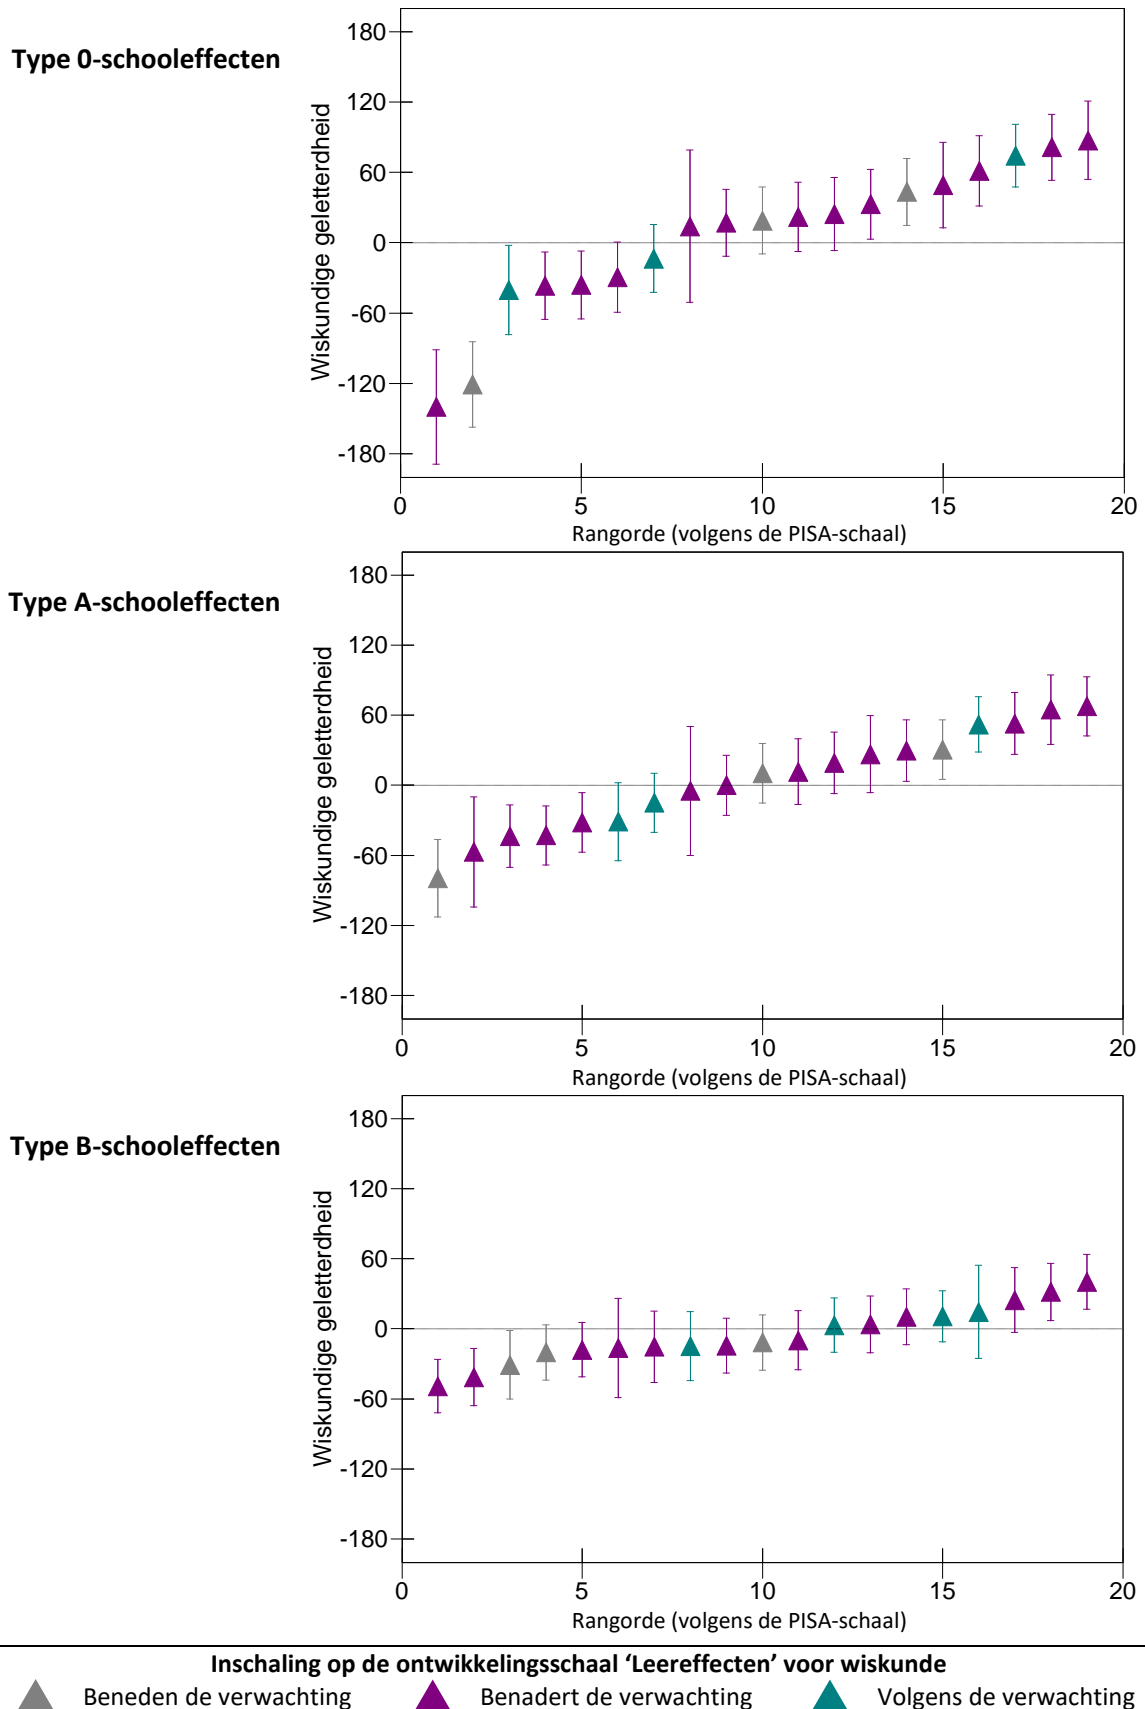 Type 0-schooleffecten
Wiskundige geletterdheid
180
120
60
0
-60
-120
-180
0 5 10 15 20
Rangorde (volgens de PISA-schaal)
Type A-schooleffecten
Wiskundige geletterdheid
180
120
60
0
-60
-120
-180
0 5 10 15 20
Rangorde (volgens de PISA-schaal)
Type B-schooleffecten
Wiskundige geletterdheid
180
120
60
0
-60
-120
-180
0 5 10 15 20
Rangorde (volgens de PISA-schaal)
Inschaling op de ontwikkelingsschaal ‘Leereffecten’ voor wiskunde
Beneden de verwachting Benadert de verwachting Volgens de verwachting